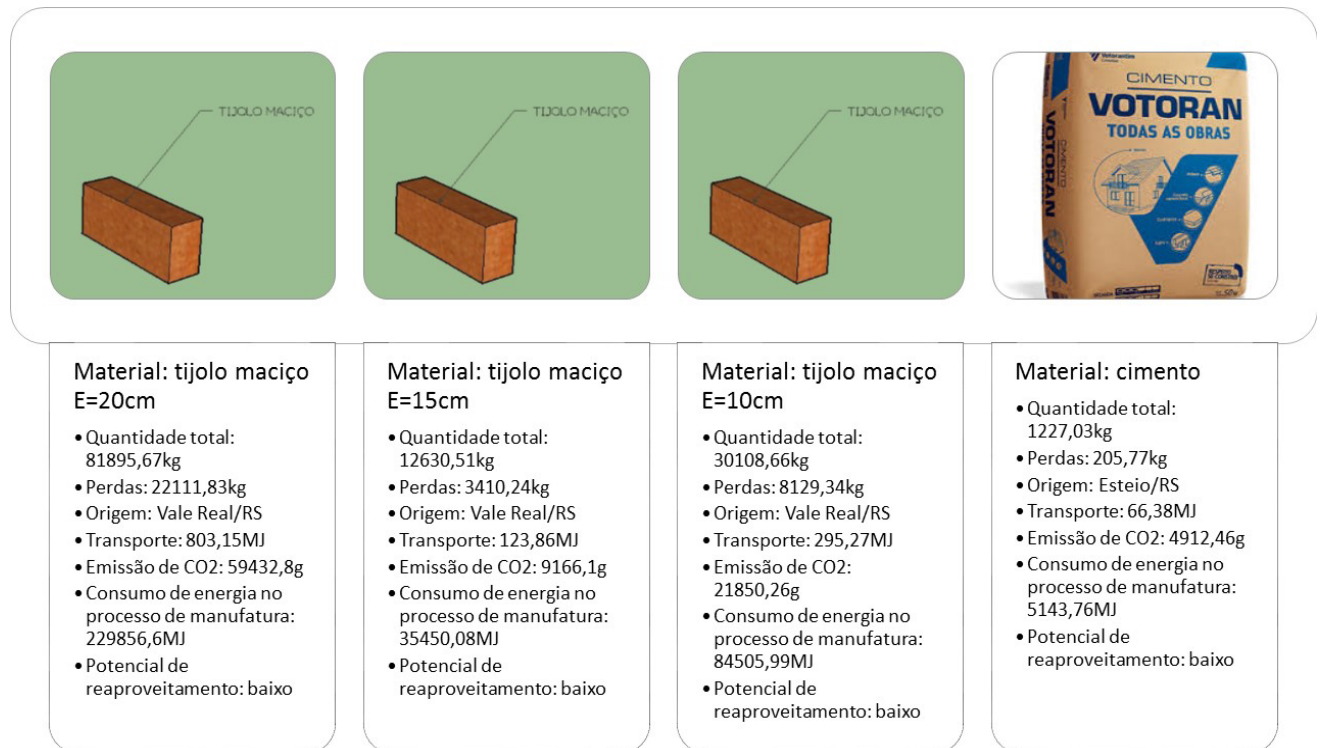 TIJOLO MACIÇO
TIJOLO MACIÇO
TIJOLO MACIÇO
Votorantim
CIMENTO
VOTORAN
TODAS AS OBRAS
CIMENTO
VOTORAN
50
Material: tijolo maciço
E=20cm
• Quantidade total:
81895,67kg
• Perdas: 22111,83kg
• Origem: Vale Real/RS
• Transporte: 803,15MJ
• Emissão de CO2: 59432,8g
• Consumo de energia no
processo de manufatura:
229856,6MJ
• Potencial de
reaproveitamento: baixo
Material: tijolo maciço
E=15cm
• Quantidade total:
12630,51kg
• Perdas: 3410,24kg
• Origem: Vale Real/RS
• Transporte: 123,86MJ
• Emissão de CO2: 9166,1g
• Consumo de energia no
processo de manufatura:
35450,08MJ
• Potencial de
reaproveitamento: baixo
Material: tijolo maciço
E=10cm
• Quantidade total:
30108,66kg
• Perdas: 8129,34kg
• Origem: Vale Real/RS
• Transporte: 295,27MJ
• Emissão de CO2:
21850,26g
• Consumo de energia no
processo de manufatura:
84505,99MJ
• Potencial de
reaproveitamento: baixo
Material: cimento
• Quantidade total:
1227,03kg
• Perdas: 205,77kg
• Origem: Esteio/RS
• Transporte: 66,38MJ
• Emissão de CO2: 4912,46g
• Consumo de energia no
processo de manufatura:
5143,76MJ
• Potencial de
reaproveitamento: baixo